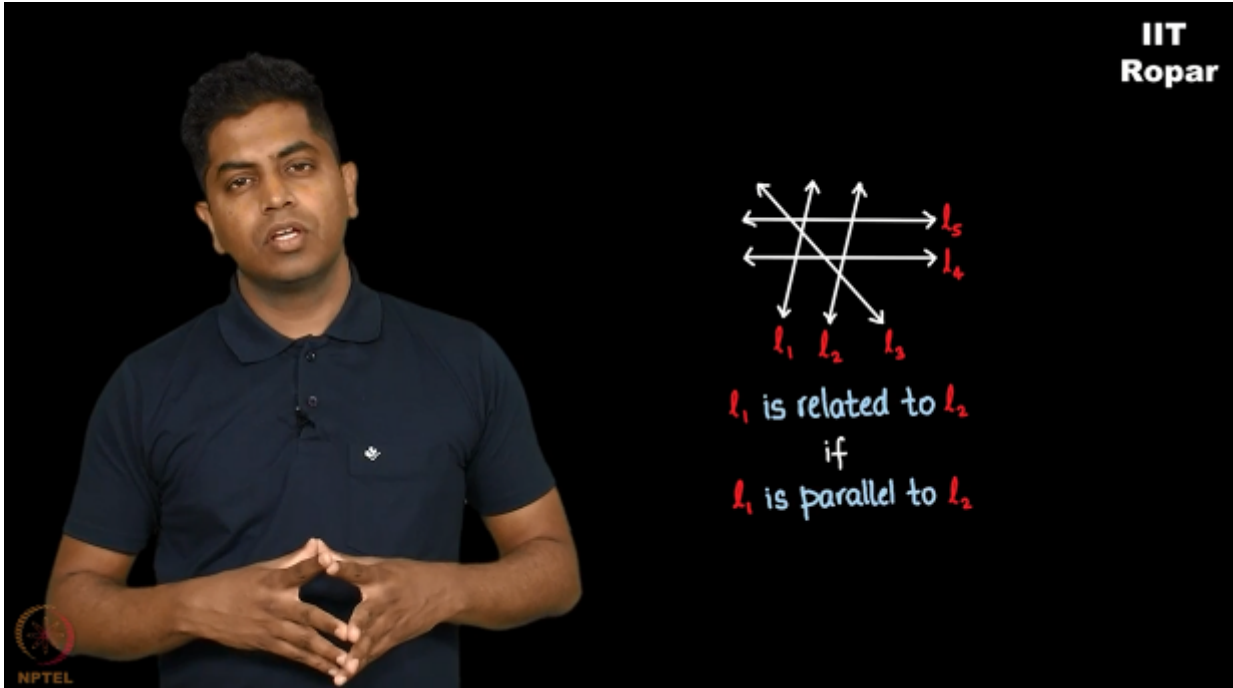 IIT
Ropar
l₅
l₄
l₁ l₂ l₃
l₁ is related to l₂
if
l₁ is parallel to l₂
NPTEL